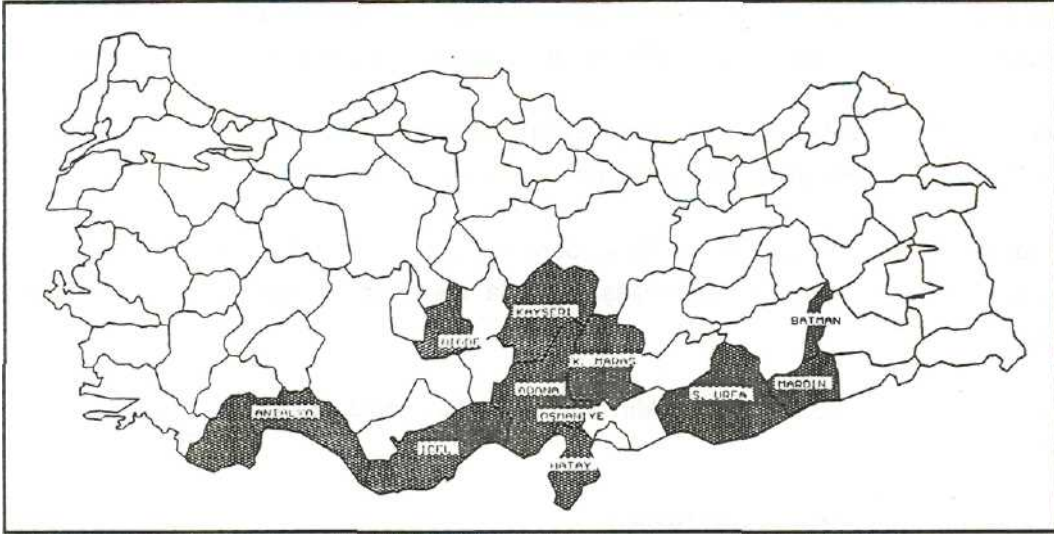 KAYSERI
BATMAN
NIGDE
K. MARAS
MARDIN
ADANA
S. URFA
ANTALYA
OSMANIYE
ICEL
HATAY